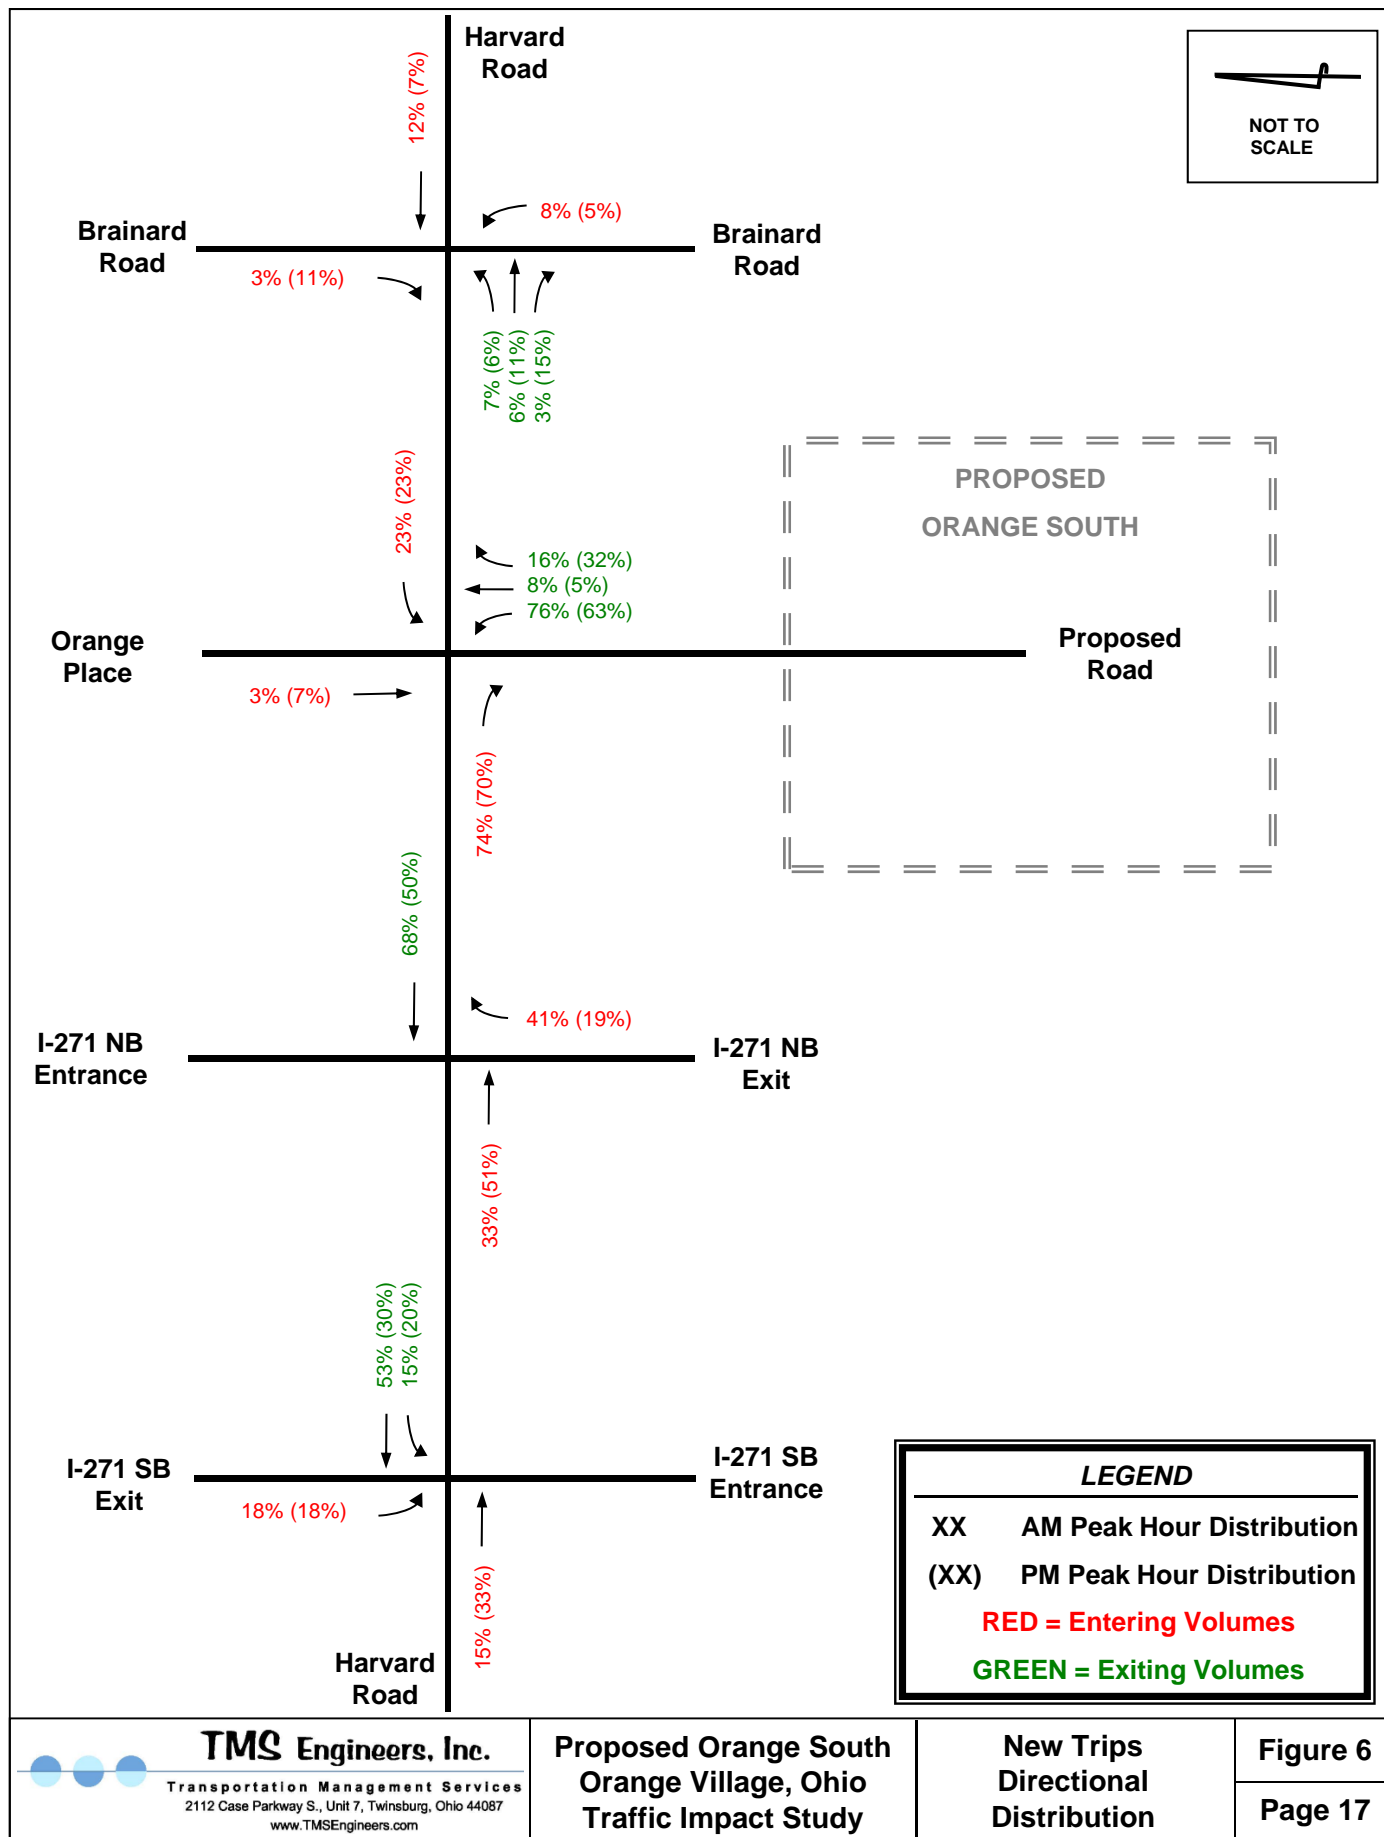 Harvard
Road
12% (7%)
NOT TO
SCALE
8% (5%)
Brainard
Road
Brainard
Road
3% (11%)
7% (6%)
6% (11%)
3% (15%)
PROPOSED
ORANGE SOUTH
23% (23%)
16% (32%)
8% (5%)
76% (63%)
Orange
Place
Proposed
Road
3% (7%)
74% (70%)
68% (50%)
41% (19%)
I-271 NB
Entrance
I-271 NB
Exit
33% (51%)
53% (30%)
15% (20%)
I-271 SB
Exit
I-271 SB
Entrance
18% (18%)
15% (33%)
Harvard
Road
LEGEND
XX AM Peak Hour Distribution
(XX) PM Peak Hour Distribution
RED = Entering Volumes
GREEN = Exiting Volumes
TMS Engineers, Inc.
Transportation Management Services
2112 Case Parkway S., Unit 7, Twinsburg, Ohio 44087
www.TMSEngineers.com
Proposed Orange South
Orange Village, Ohio
Traffic Impact Study
New Trips
Directional
Distribution
Figure 6
Page 17